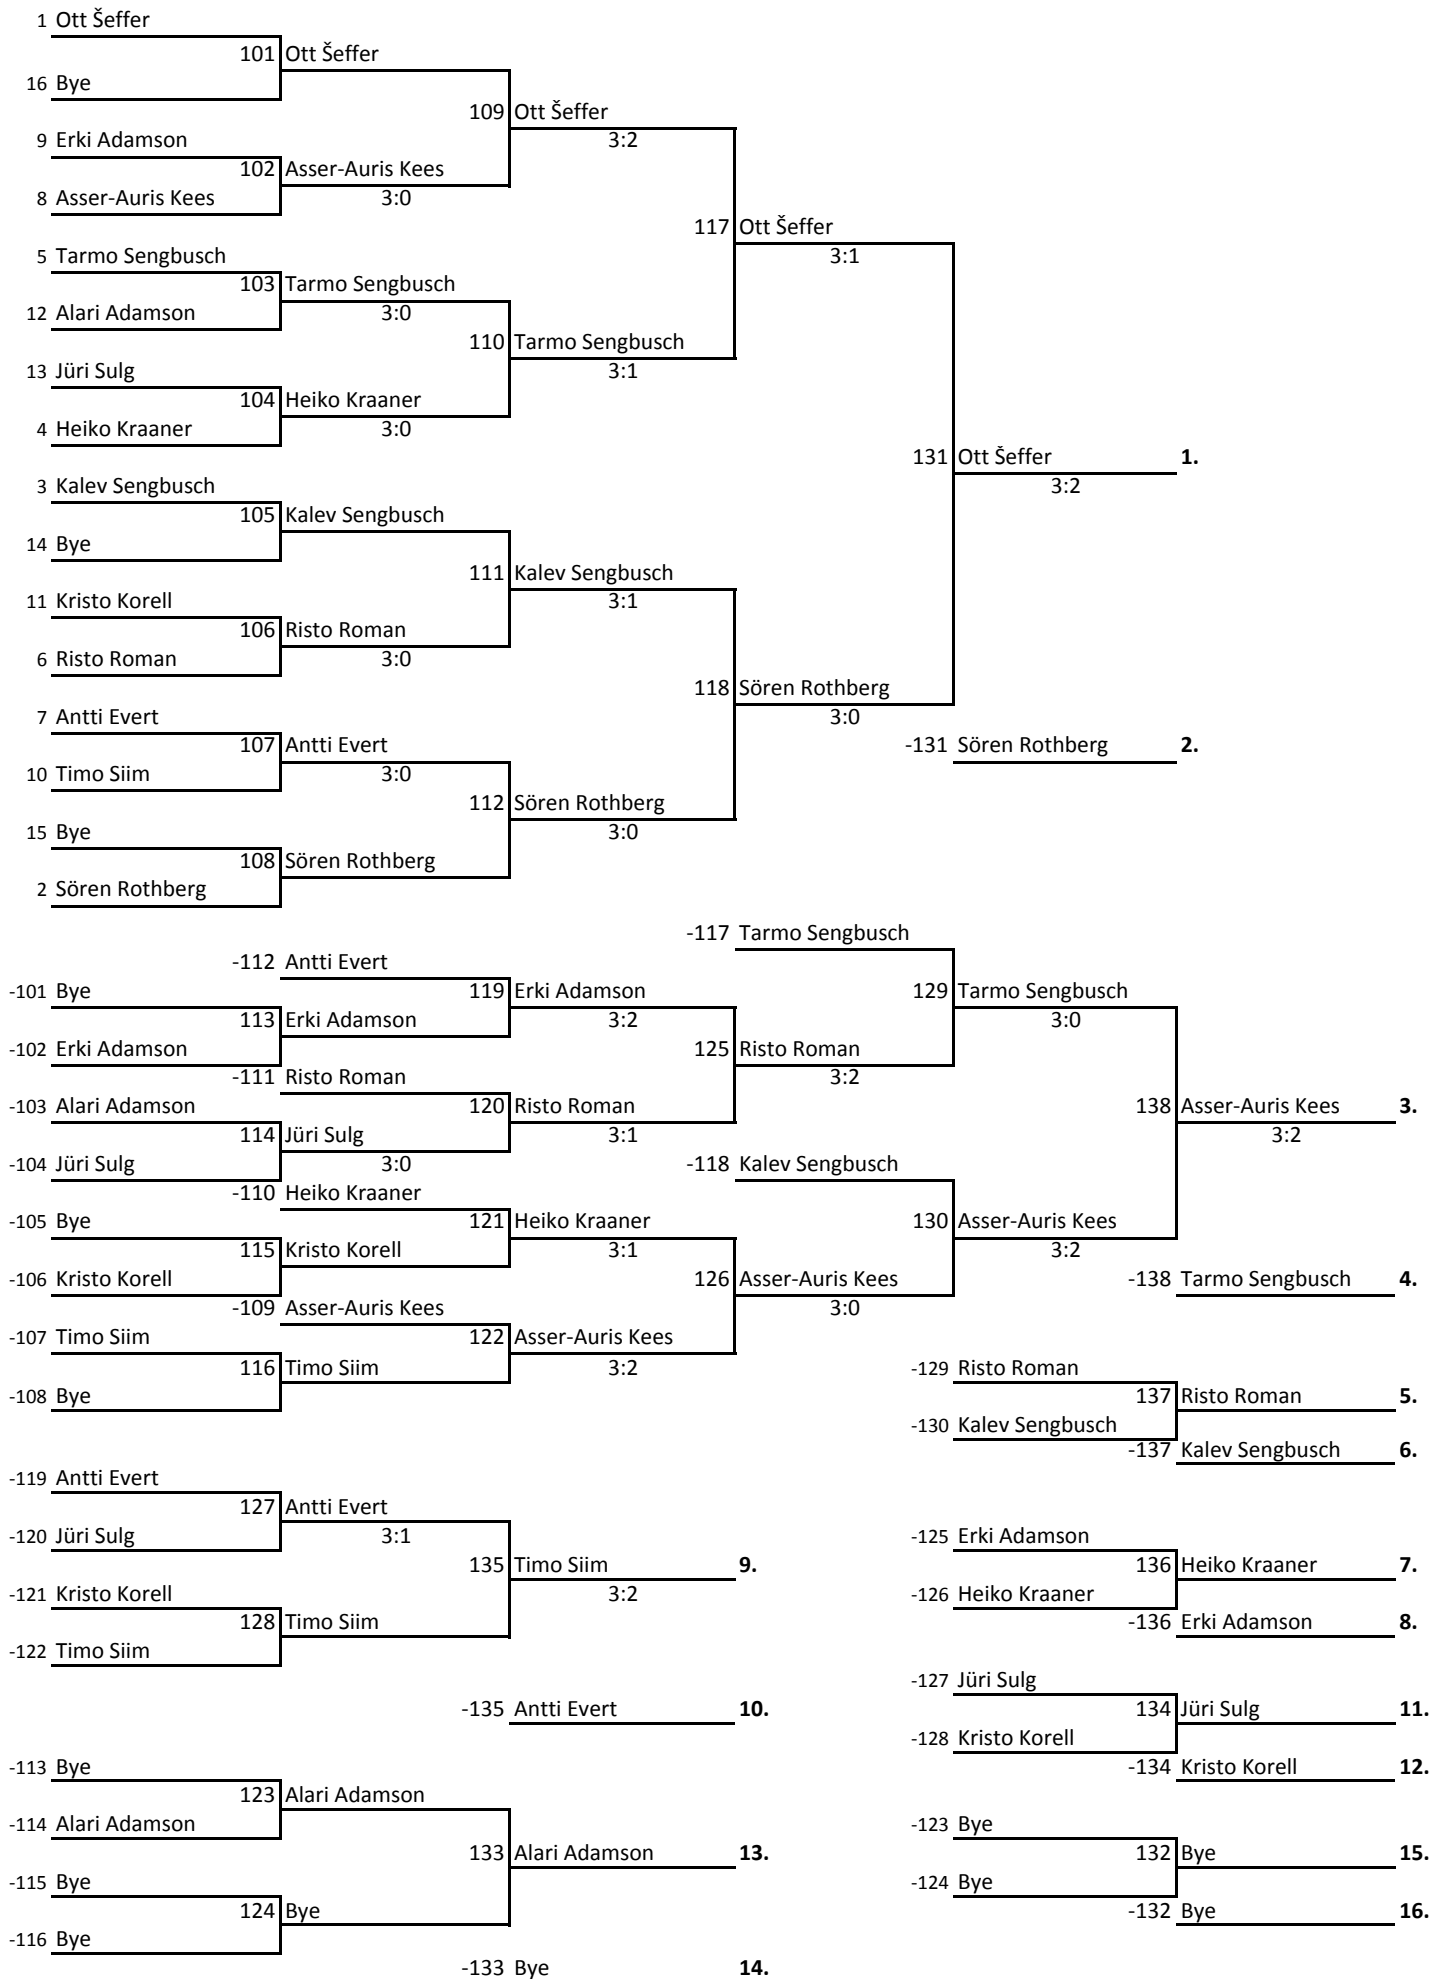 1 Ott Šeffer
101 Ott Šeffer
16 Bye
109 Ott Šeffer
9 Erki Adamson 3:2
102 Asser-Auris Kees
8 Asser-Auris Kees 3:0
117 Ott Šeffer
5 Tarmo Sengbusch 3:1
103 Tarmo Sengbusch
12 Alari Adamson 3:0
110 Tarmo Sengbusch
13 Jüri Sulg 3:1
104 Heiko Kraaner
4 Heiko Kraaner 3:0
131 Ott Šeffer 1.
3 Kalev Sengbusch 3:2
105 Kalev Sengbusch
14 Bye
111 Kalev Sengbusch
11 Kristo Korell 3:1
106 Risto Roman
6 Risto Roman 3:0
118 Sören Rothberg
7 Antti Evert 3:0
107 Antti Evert -131 Sören Rothberg 2.
10 Timo Siim 3:0
112 Sören Rothberg
15 Bye 3:0
108 Sören Rothberg
2 Sören Rothberg
-117 Tarmo Sengbusch
-112 Antti Evert
-101 Bye 119 Erki Adamson 129 Tarmo Sengbusch
113 Erki Adamson 3:2 3:0
-102 Erki Adamson 125 Risto Roman
-111 Risto Roman 3:2
-103 Alari Adamson 120 Risto Roman 138 Asser-Auris Kees 3.
114 Jüri Sulg 3:1 3:2
-104 Jüri Sulg 3:0 -118 Kalev Sengbusch
-110 Heiko Kraaner
-105 Bye 121 Heiko Kraaner 130 Asser-Auris Kees
115 Kristo Korell 3:1 3:2
-106 Kristo Korell 126 Asser-Auris Kees -138 Tarmo Sengbusch 4.
-109 Asser-Auris Kees 3:0
-107 Timo Siim 122 Asser-Auris Kees
116 Timo Siim 3:2 -129 Risto Roman
-108 Bye 137 Risto Roman 5.
-130 Kalev Sengbusch
-137 Kalev Sengbusch 6.
-119 Antti Evert
127 Antti Evert
-120 Jüri Sulg 3:1 -125 Erki Adamson
135 Timo Siim 9. 136 Heiko Kraaner 7.
-121 Kristo Korell 3:2 -126 Heiko Kraaner
128 Timo Siim -136 Erki Adamson 8.
-122 Timo Siim
-127 Jüri Sulg
-135 Antti Evert 10. 134 Jüri Sulg 11.
-128 Kristo Korell
-113 Bye -134 Kristo Korell 12.
123 Alari Adamson
-114 Alari Adamson -123 Bye
133 Alari Adamson 13. 132 Bye 15.
-115 Bye -124 Bye
124 Bye -132 Bye 16.
-116 Bye
-133 Bye 14.